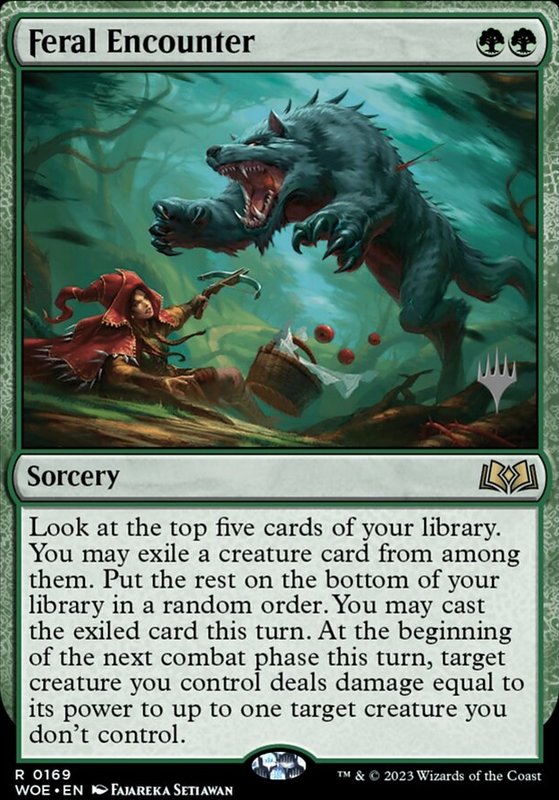 Feral Encounter
Sorcery
Look at the top five cards of your library.
You may exile a creature card from among
them. Put the rest on the bottom of your
library in a random order. You may cast
the exiled card this turn. At the beginning
of the next combat phase this turn, target
creature you control deals damage equal to
its power to up to one target creature you
don't control.
R 0169
WOE • EN Fajareka Setiawan
™ & © 2023 Wizards of the Coast